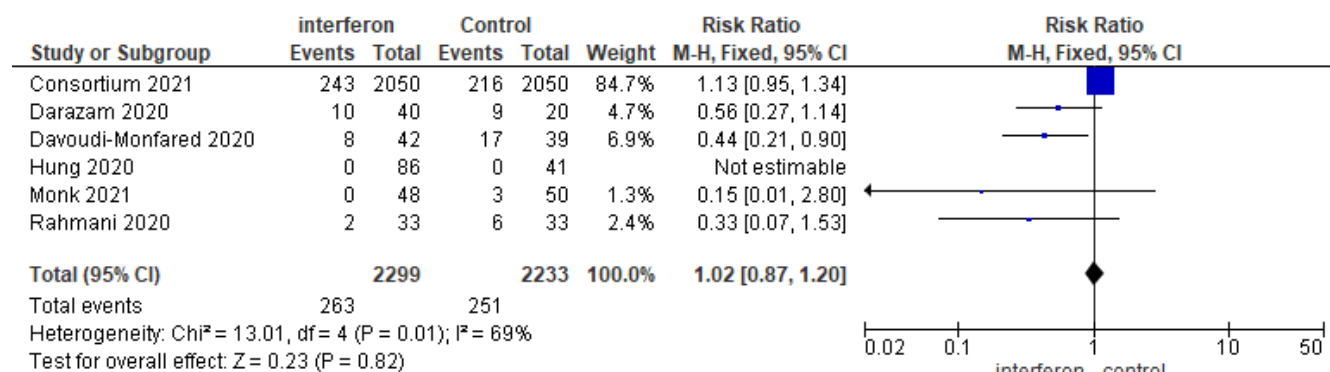 interferon Control Risk Ratio Risk Ratio
Study or Subgroup Events Total Events Total Weight M-H, Fixed, 95% CI M-H, Fixed, 95% CI
Consortium 2021 243 2050 216 2050 84.7% 1.13 [0.95, 1.34]
Darazam 2020 10 40 9 20 4.7% 0.56 [0.27, 1.14]
Davoudi-Monfared 2020 8 42 17 39 6.9% 0.44 [0.21, 0.90]
Hung 2020 0 86 0 41 Not estimable
Monk 2021 0 48 3 50 1.3% 0.15 [0.01, 2.80]
Rahmani 2020 2 33 6 33 2.4% 0.33 [0.07, 1.53]
Total (95% CI) 2299 2233 100.0% 1.02 [0.87, 1.20]
Total events 263 251
Heterogeneity: Chi² = 13.01, df = 4 (P = 0.01); I² = 69%
Test for overall effect: Z = 0.23 (P = 0.82)
0.02 0.1 1 10 50
interferon control